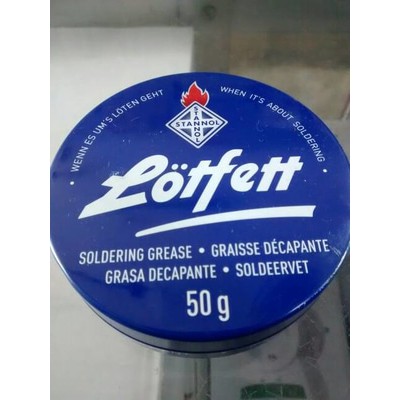 • WENN ES UM'S LÖTEN GEHT
WHEN IT'S ABOUT SOLDERING •
STANNOL
STANNOL
Lötfett
SOLDERING GREASE • GRAISSE DÉCAPANTE
GRASA DECAPANTE • SOLDEERVET
50 g